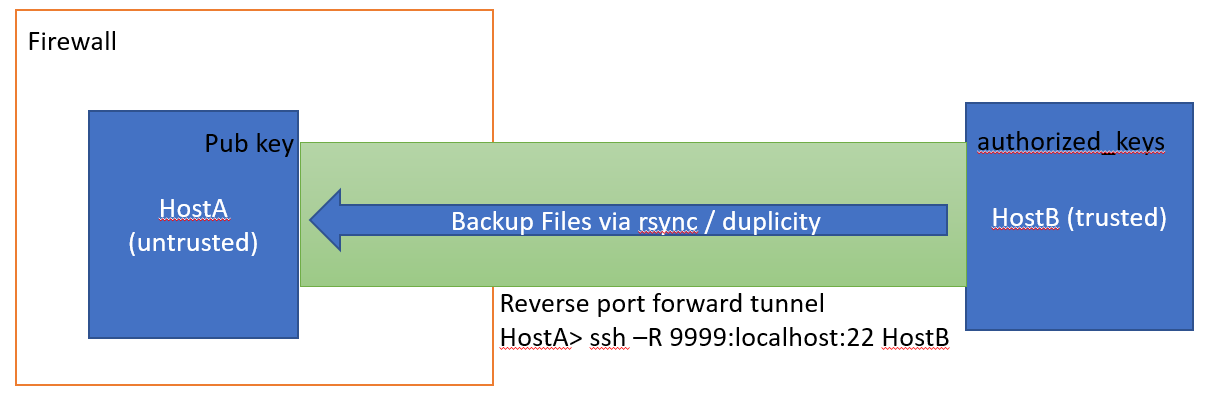 Firewall
Pub key
HostA
(untrusted)
Backup Files via rsync / duplicity
authorized_keys
HostB (trusted)
Reverse port forward tunnel
HostA> ssh –R 9999:localhost:22 HostB